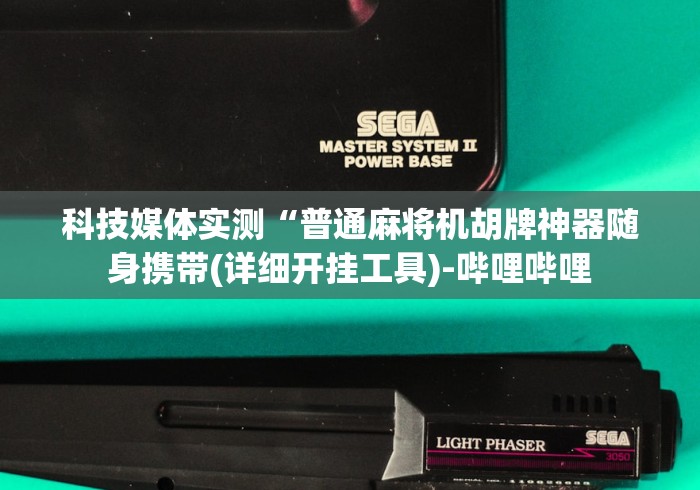 SEGA
MASTER SYSTEM II
POWER BASE
科技媒体实测“普通麻将机胡牌神器随
身携带(详细开挂工具)-哔哩哔哩
LIGHT PHASER
SEGA
3050